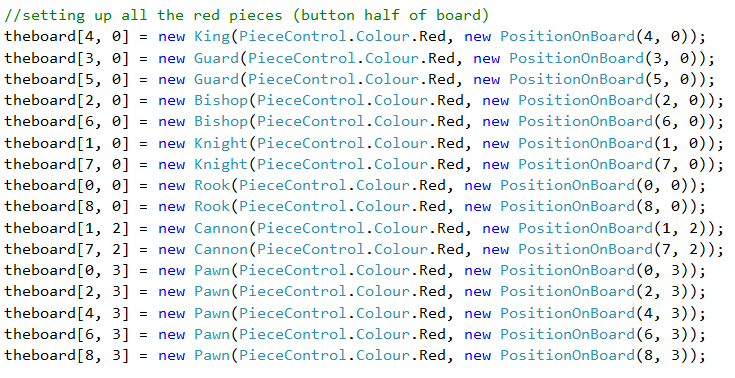 //setting up all the red pieces (button half of board)
theboard[4, 0] = new King(PieceControl.Colour.Red, new PositionOnBoard(4, 0));
theboard[3, 0] = new Guard(PieceControl.Colour.Red, new PositionOnBoard(3, 0));
theboard[5, 0] = new Guard(PieceControl.Colour.Red, new PositionOnBoard(5, 0));
theboard[2, 0] = new Bishop(PieceControl.Colour.Red, new PositionOnBoard(2, 0));
theboard[6, 0] = new Bishop(PieceControl.Colour.Red, new PositionOnBoard(6, 0));
theboard[1, 0] = new Knight(PieceControl.Colour.Red, new PositionOnBoard(1, 0));
theboard[7, 0] = new Knight(PieceControl.Colour.Red, new PositionOnBoard(7, 0));
theboard[0, 0] = new Rook(PieceControl.Colour.Red, new PositionOnBoard(0, 0));
theboard[8, 0] = new Rook(PieceControl.Colour.Red, new PositionOnBoard(8, 0));
theboard[1, 2] = new Cannon(PieceControl.Colour.Red, new PositionOnBoard(1, 2));
theboard[7, 2] = new Cannon(PieceControl.Colour.Red, new PositionOnBoard(7, 2));
theboard[0, 3] = new Pawn(PieceControl.Colour.Red, new PositionOnBoard(0, 3));
theboard[2, 3] = new Pawn(PieceControl.Colour.Red, new PositionOnBoard(2, 3));
theboard[4, 3] = new Pawn(PieceControl.Colour.Red, new PositionOnBoard(4, 3));
theboard[6, 3] = new Pawn(PieceControl.Colour.Red, new PositionOnBoard(6, 3));
theboard[8, 3] = new Pawn(PieceControl.Colour.Red, new PositionOnBoard(8, 3));